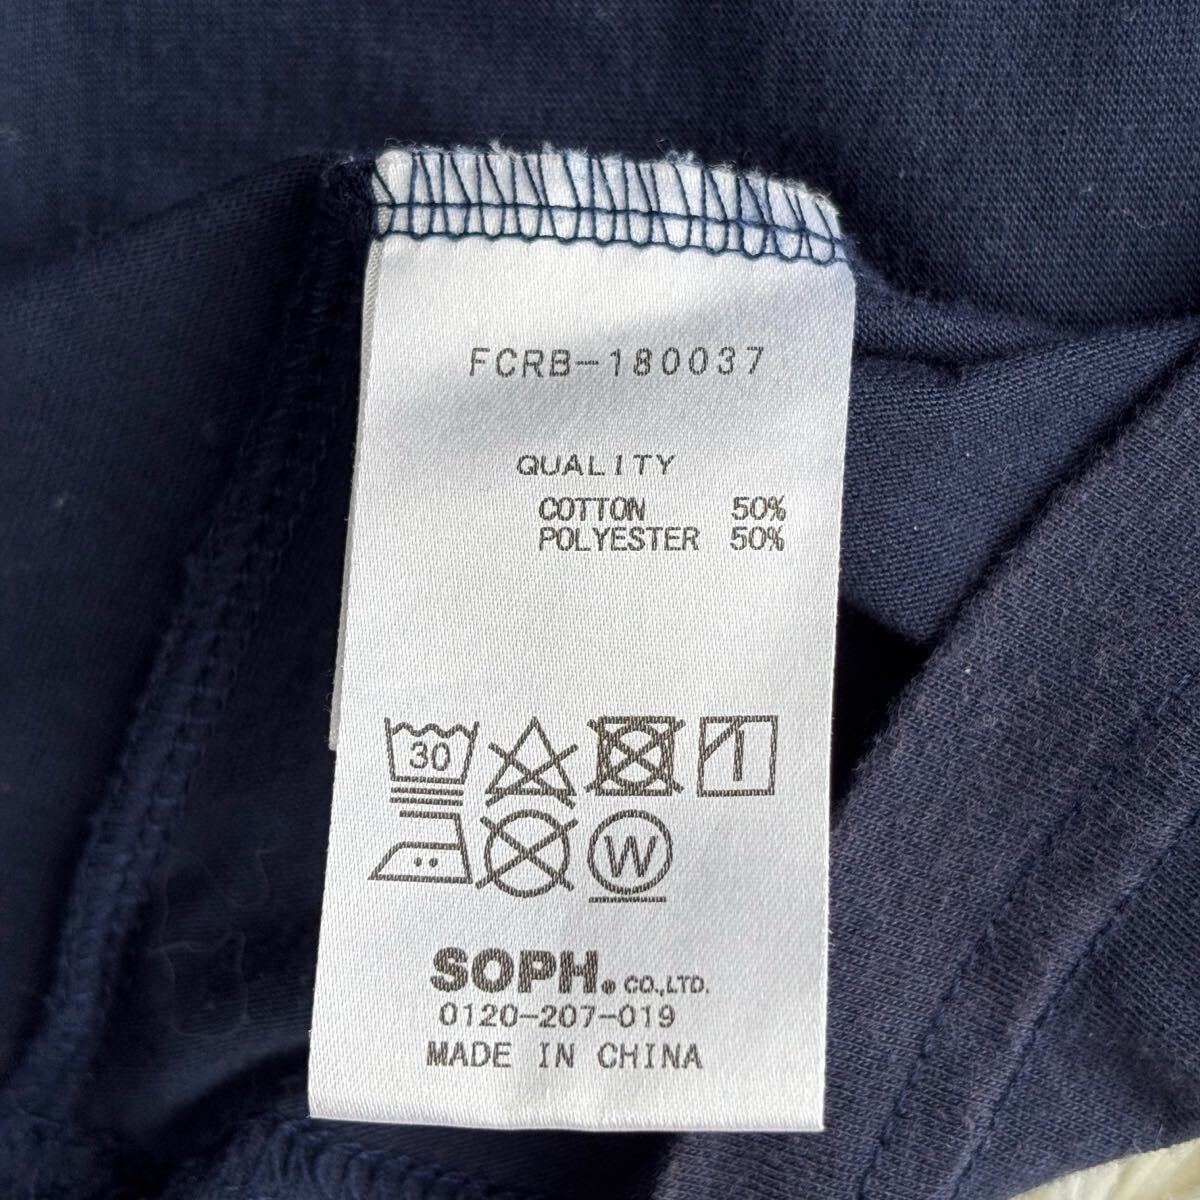 FCRB-180037
QUALITY
COTTON 50%
POLYESTER 50%
30
W
SOPH. CO.,LTD.
0120-207-019
MADE IN CHINA